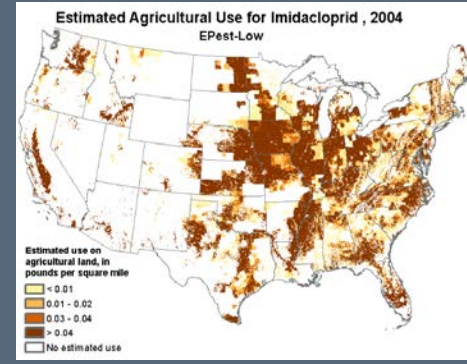 Estimated Agricultural Use for Imidacloprid , 2004
EPest-Low
Estimated use on
agricultural land, in
pounds per square mile
< 0.01
0.01 - 0.02
0.03 - 0.04
> 0.04
No estimated use